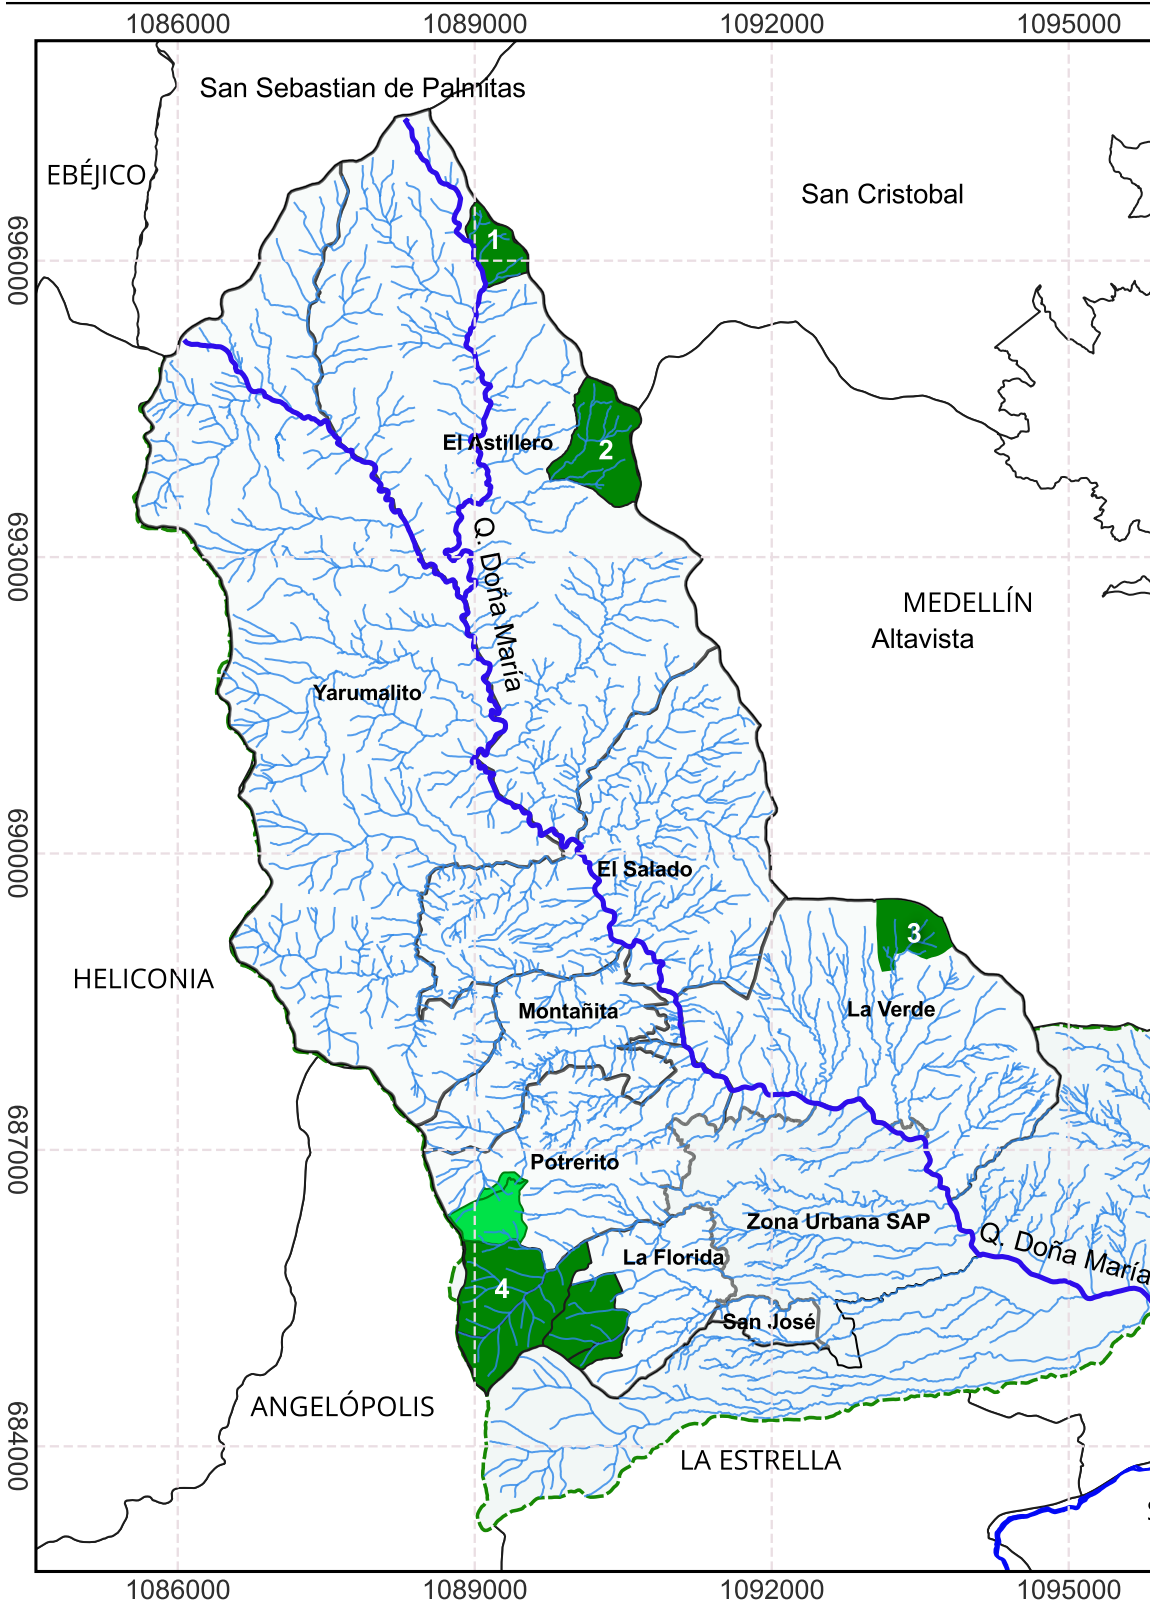 1086000 1089000 1092000 1095000
San Sebastian de Palmitas
EBÉJICO
San Cristobal
1
696000
El Astillero
2
Q. Doña María
693000
MEDELLÍN
Altavista
Yarumalito
690000
El Salado
3
HELICONIA
Montañita
La Verde
687000
Potrerito
Zona Urbana SAP
Q. Doña María
La Florida
4
San José
ANGELÓPOLIS
684000
LA ESTRELLA
1086000 1089000 1092000 1095000